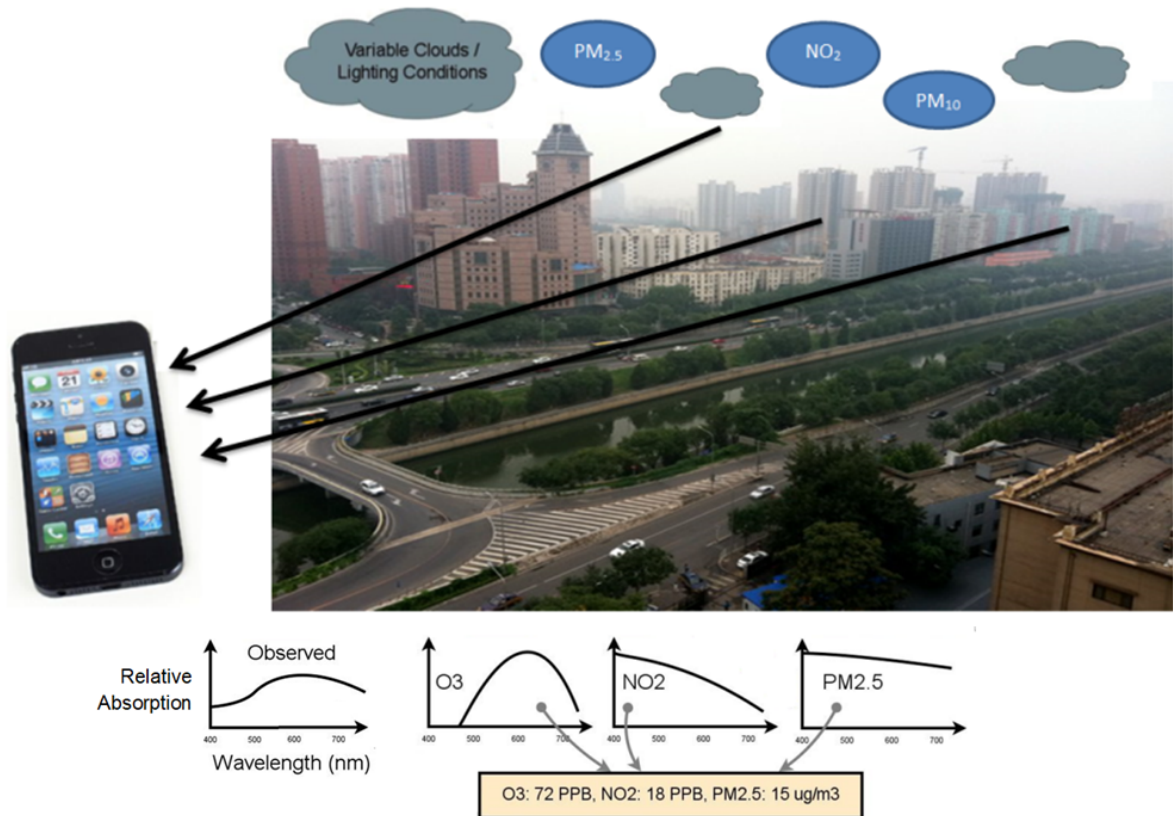 Variable Clouds /
Lighting Conditions
PM2.5
NO2
PM10
21
Relative
Absorption
Observed
400 500 600 700
Wavelength (nm)
O3
400 500 600 700
NO2
400 500 600 700
PM2.5
400 500 600 700
O3: 72 PPB, NO2: 18 PPB, PM2.5: 15 ug/m3